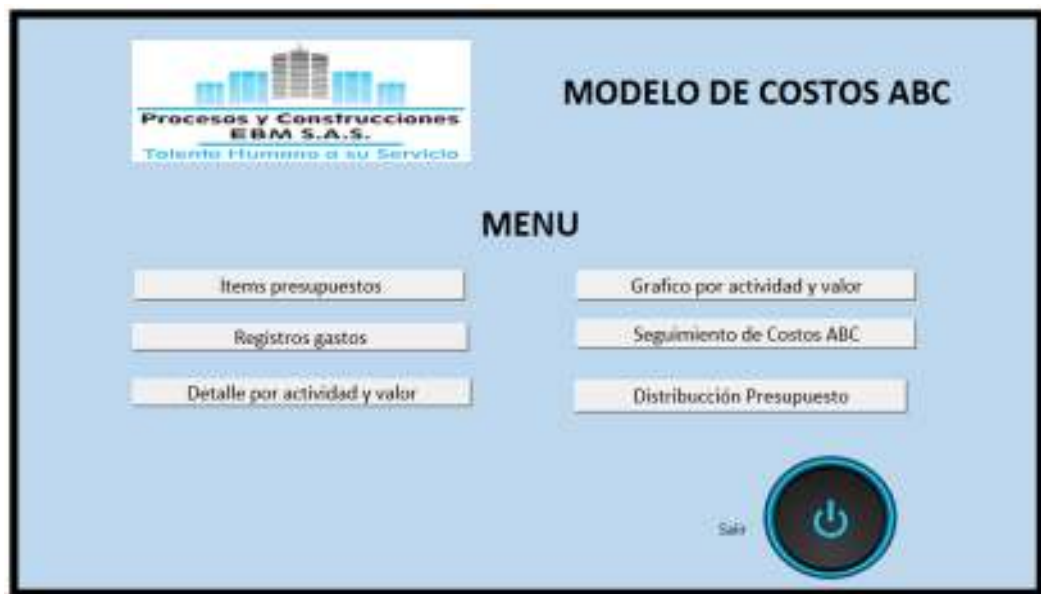 Procesos y Construcciones
EBM S.A.S.
Talento Humano a su Servicio
MODELO DE COSTOS ABC
MENU
Items presupuestos
Grafico por actividad y valor
Registros gastos
Seguimiento de Costos ABC
Detalle por actividad y valor
Distribucción Presupuesto
Salir